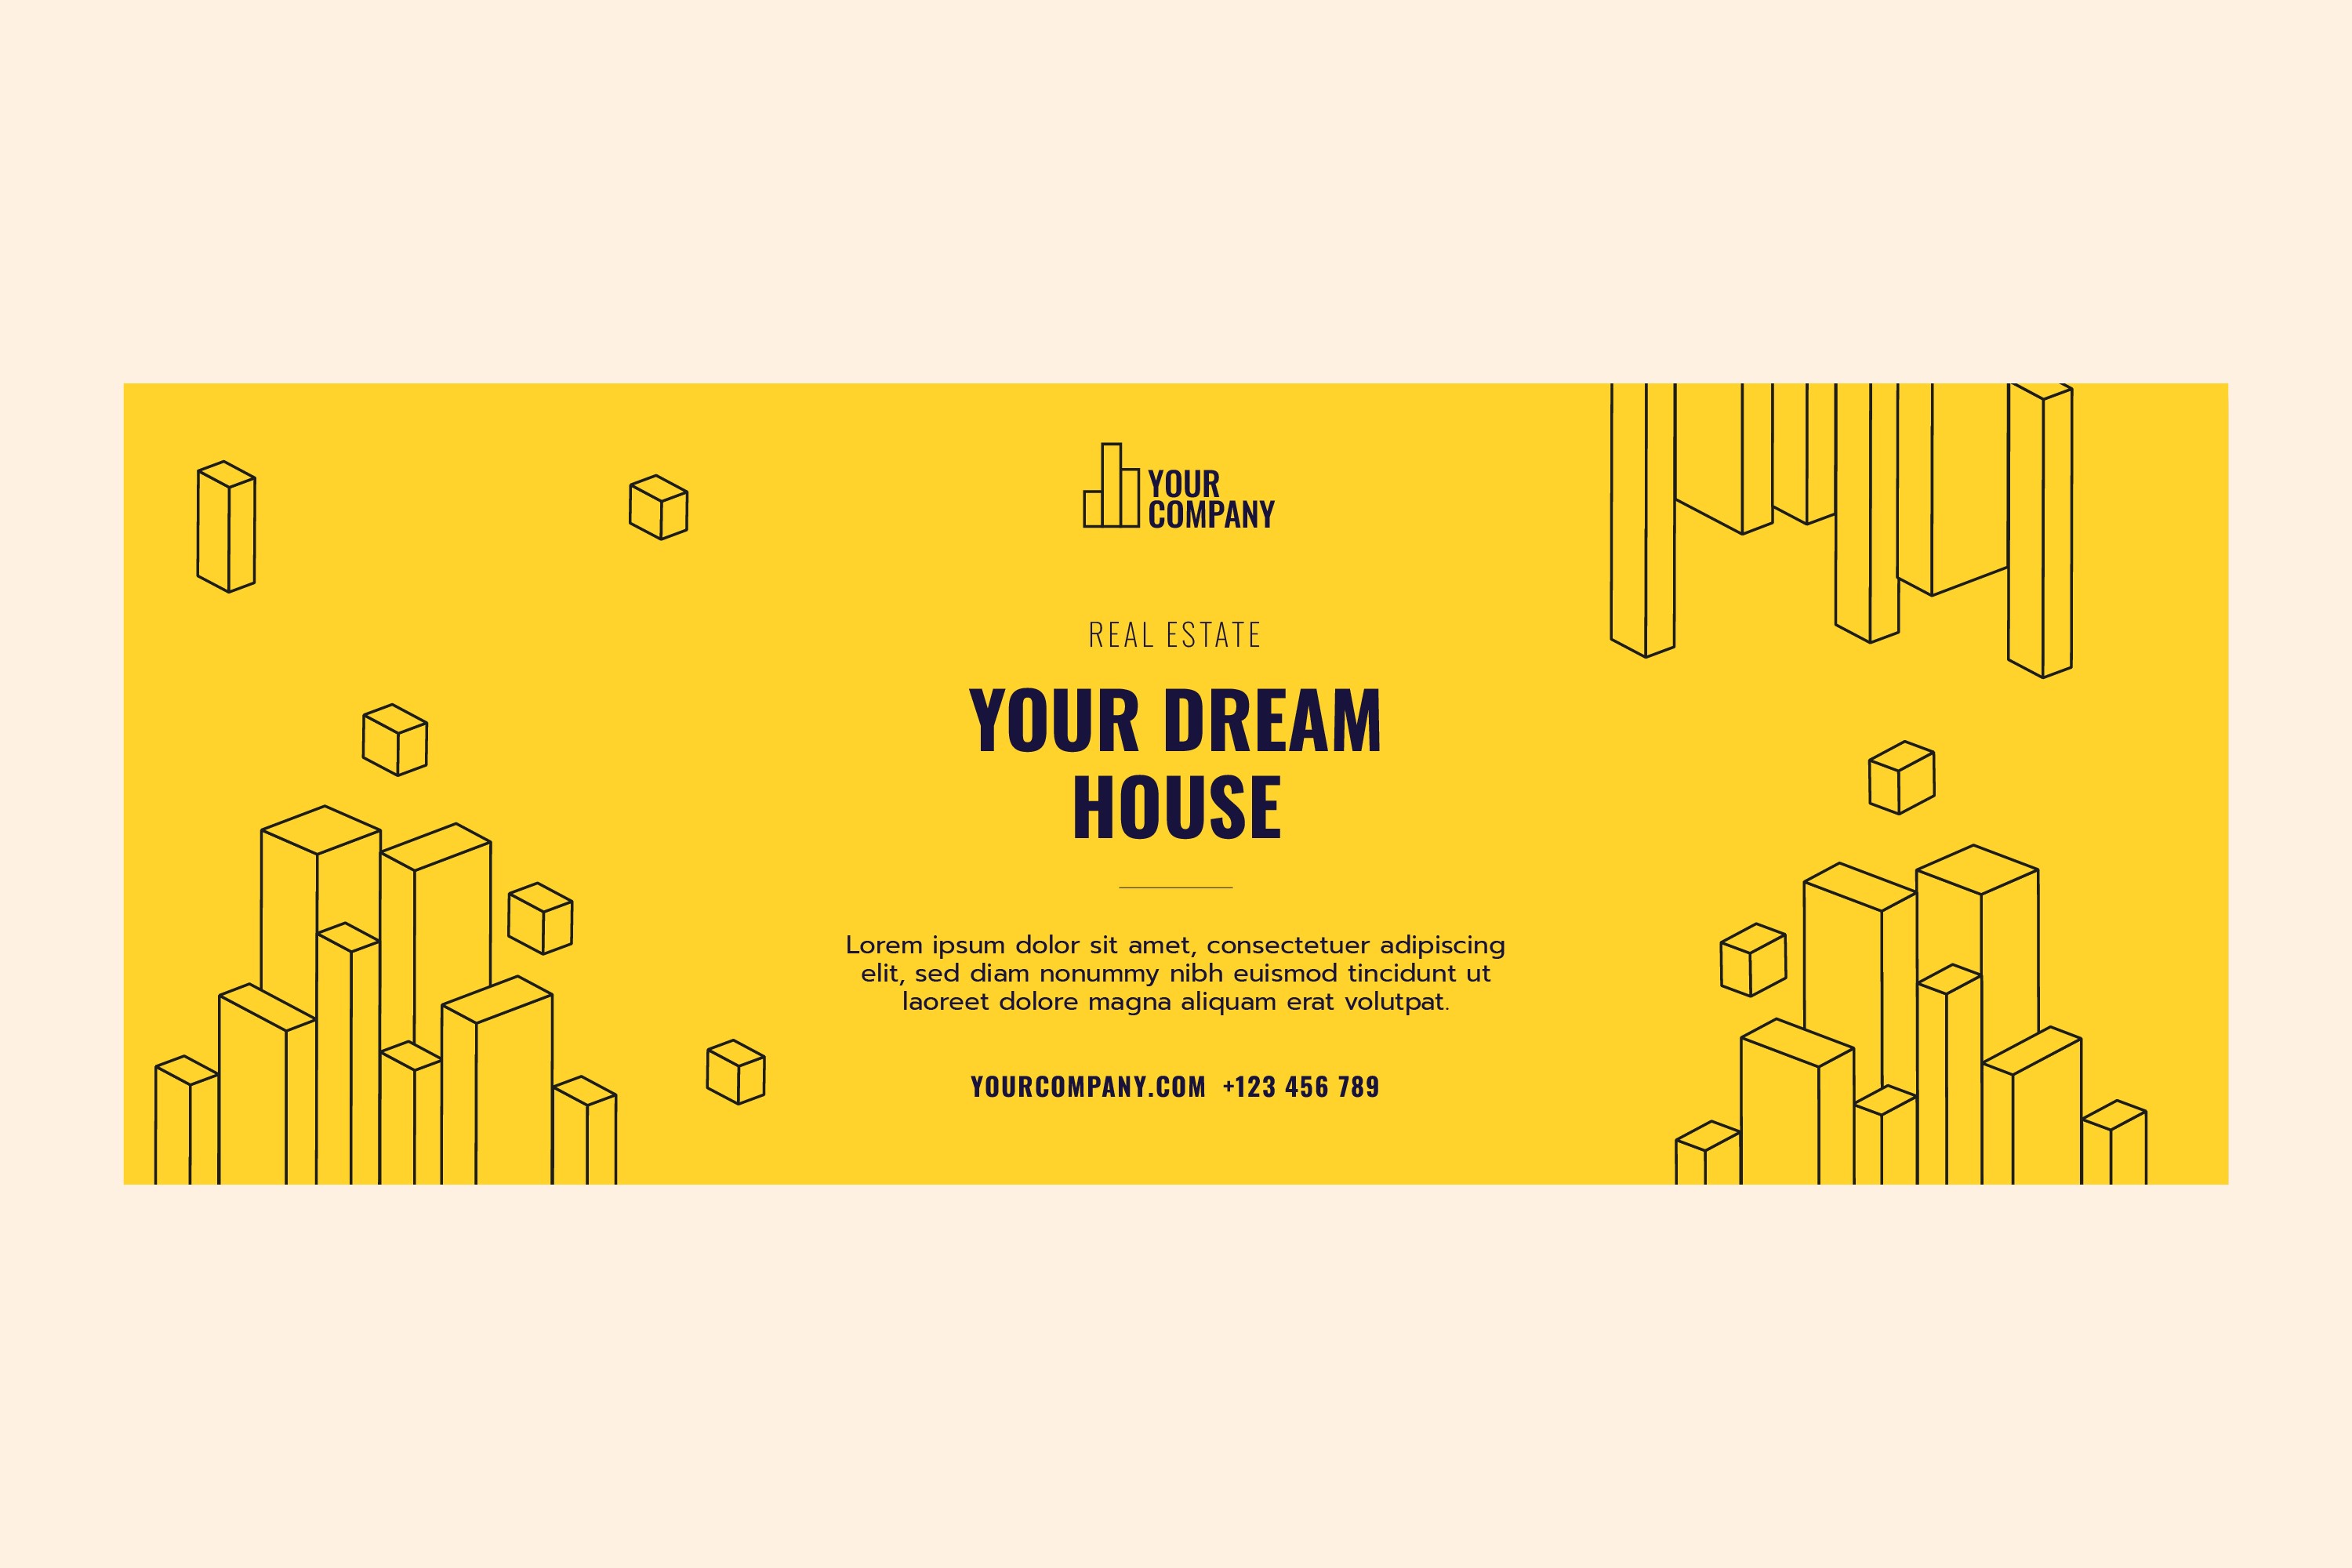 YOUR
COMPANY
REAL ESTATE
YOUR DREAM
HOUSE
Lorem ipsum dolor sit amet, consectetuer adipiscing
elit, sed diam nonummy nibh euismod tincidunt ut
laoreet dolore magna aliquam erat volutpat.
YOURCOMPANY.COM +123 456 789